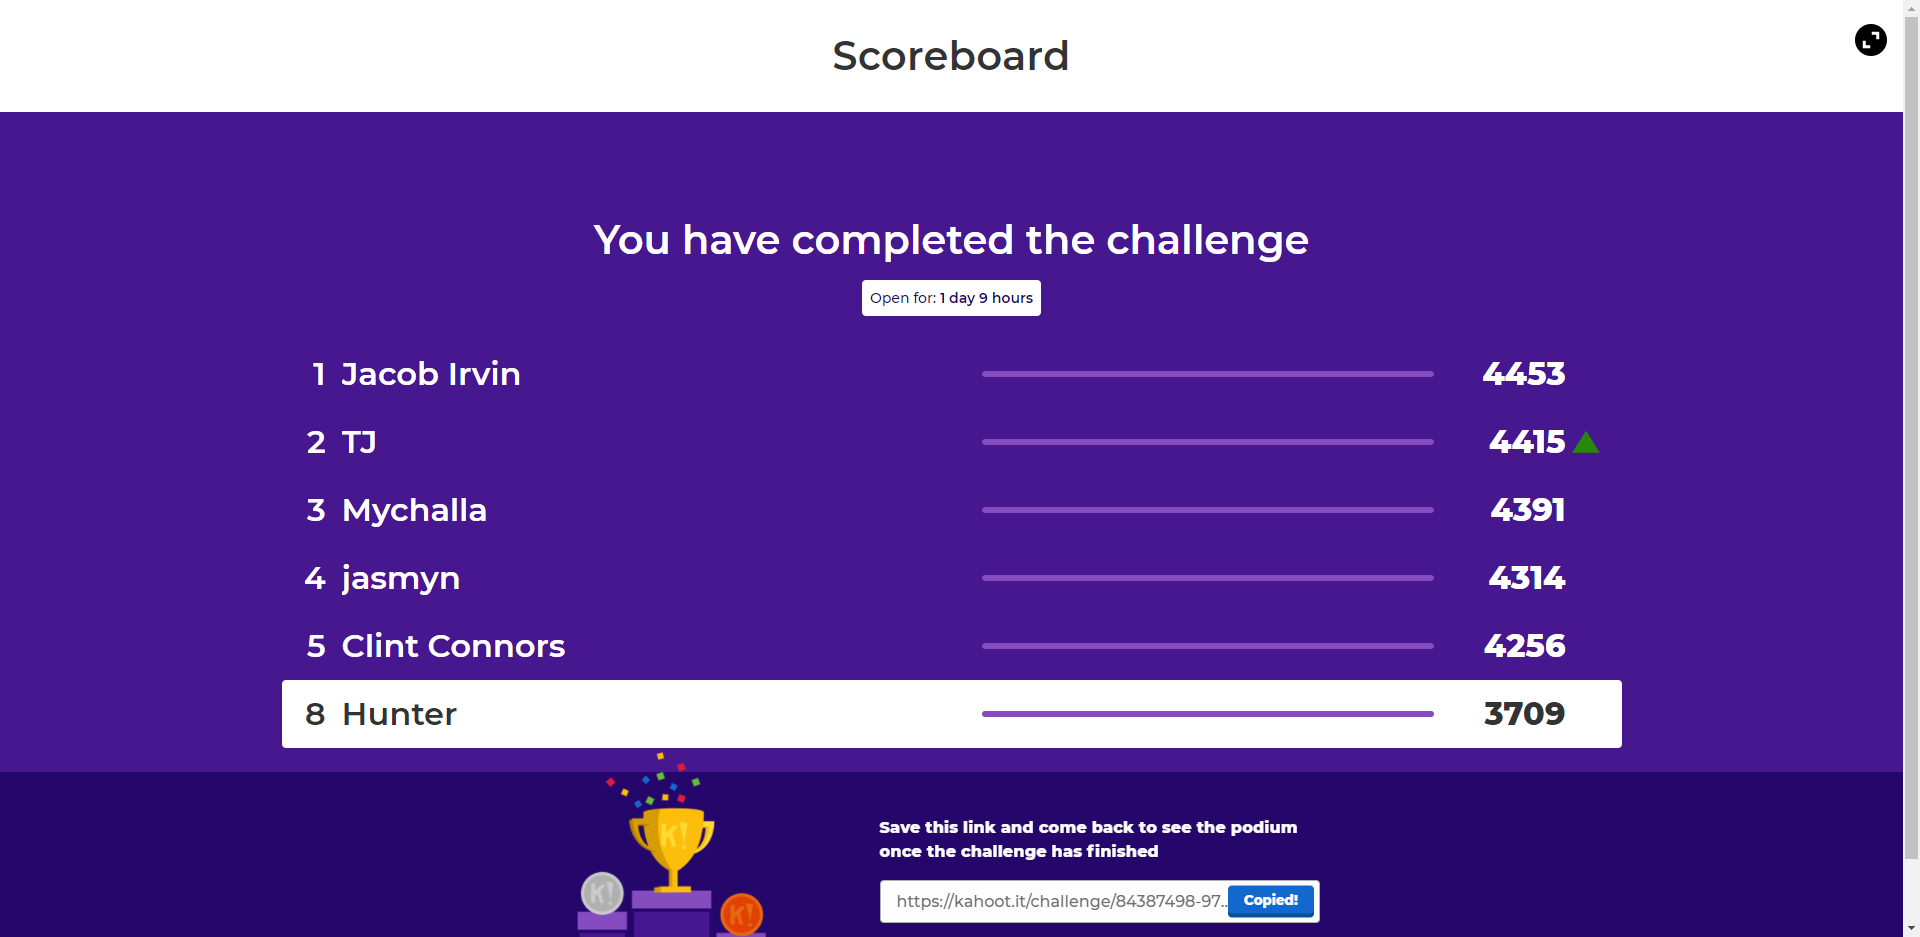 Scoreboard
You have completed the challenge
Open for: 1 day 9 hours
1 Jacob Irvin 4453
2 TJ 4415
3 Mychalla 4391
4 jasmyn 4314
5 Clint Connors 4256
8 Hunter 3709
Save this link and come back to see the podium
once the challenge has finished
https://kahoot.it/challenge/84387498-97.. Copied!
K!
K!
K!